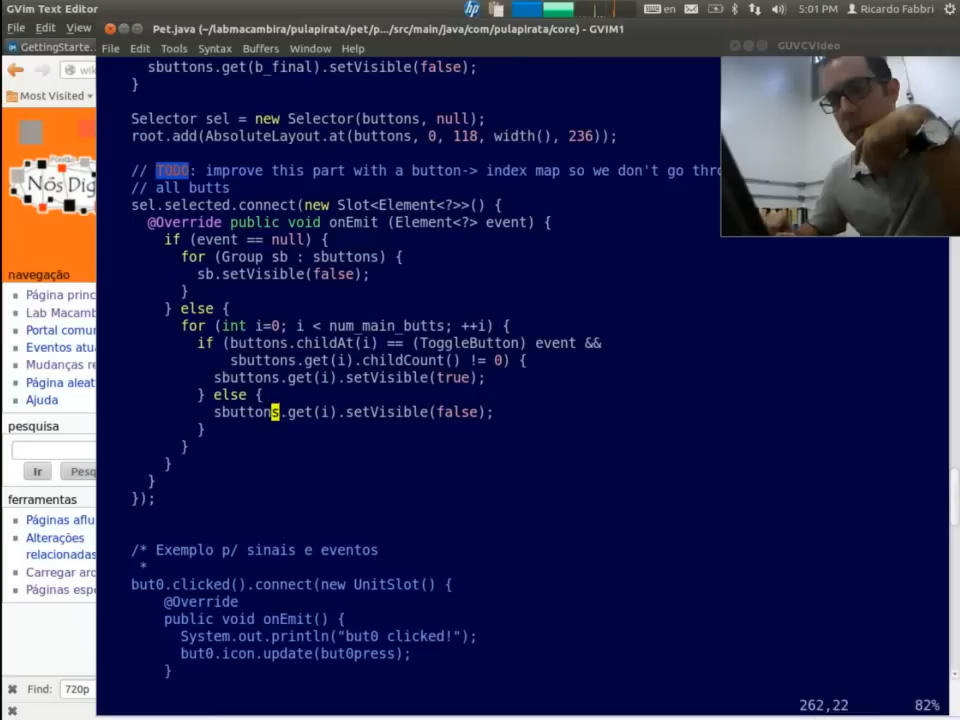 GVim Text Editor
hp
en
5:01 PM
Ricardo Fabbri
File Edit View
Pet.java (~/labmacambira/pulapirata/pet/p.../src/main/java/com/pulapirata/core) - GVIM1
GUVCVideo
GettingStarte...
File Edit Tools Syntax Buffers Window Help
wik
Most Visited
Nós Dig
navegação
Página princ
Lab Macamb
Portal comu
Eventos atu
Mudanças re
Página aleat
Ajuda
pesquisa
Ir
Pesq
ferramentas
Páginas aflu
Alterações
relacionadas
Carregar arq
Páginas espe
Find: 720p
sbuttons.get(b_final).setVisible(false);
}
Selector sel = new Selector(buttons, null);
root.add(AbsoluteLayout.at(buttons, 0, 118, width(), 236));
// TODO: improve this part with a button-> index map so we don't go thro
// all butts
sel.selected.connect(new Slot<Element<?>>() {
@Override public void onEmit (Element<?> event) {
if (event == null) {
for (Group sb : sbuttons) {
sb.setVisible(false);
}
} else {
for (int i=0; i < num_main_butts; ++i) {
if (buttons.childAt(i) == (ToggleButton) event &&
sbuttons.get(i).childCount() != 0) {
sbuttons.get(i).setVisible(true);
} else {
sbuttons.get(i).setVisible(false);
}
}
}
}
});
/* Exemplo p/ sinais e eventos
*
but0.clicked().connect(new UnitSlot() {
@Override
public void onEmit() {
System.out.println("but0 clicked!");
but0.icon.update(but0press);
}
262,22
82%